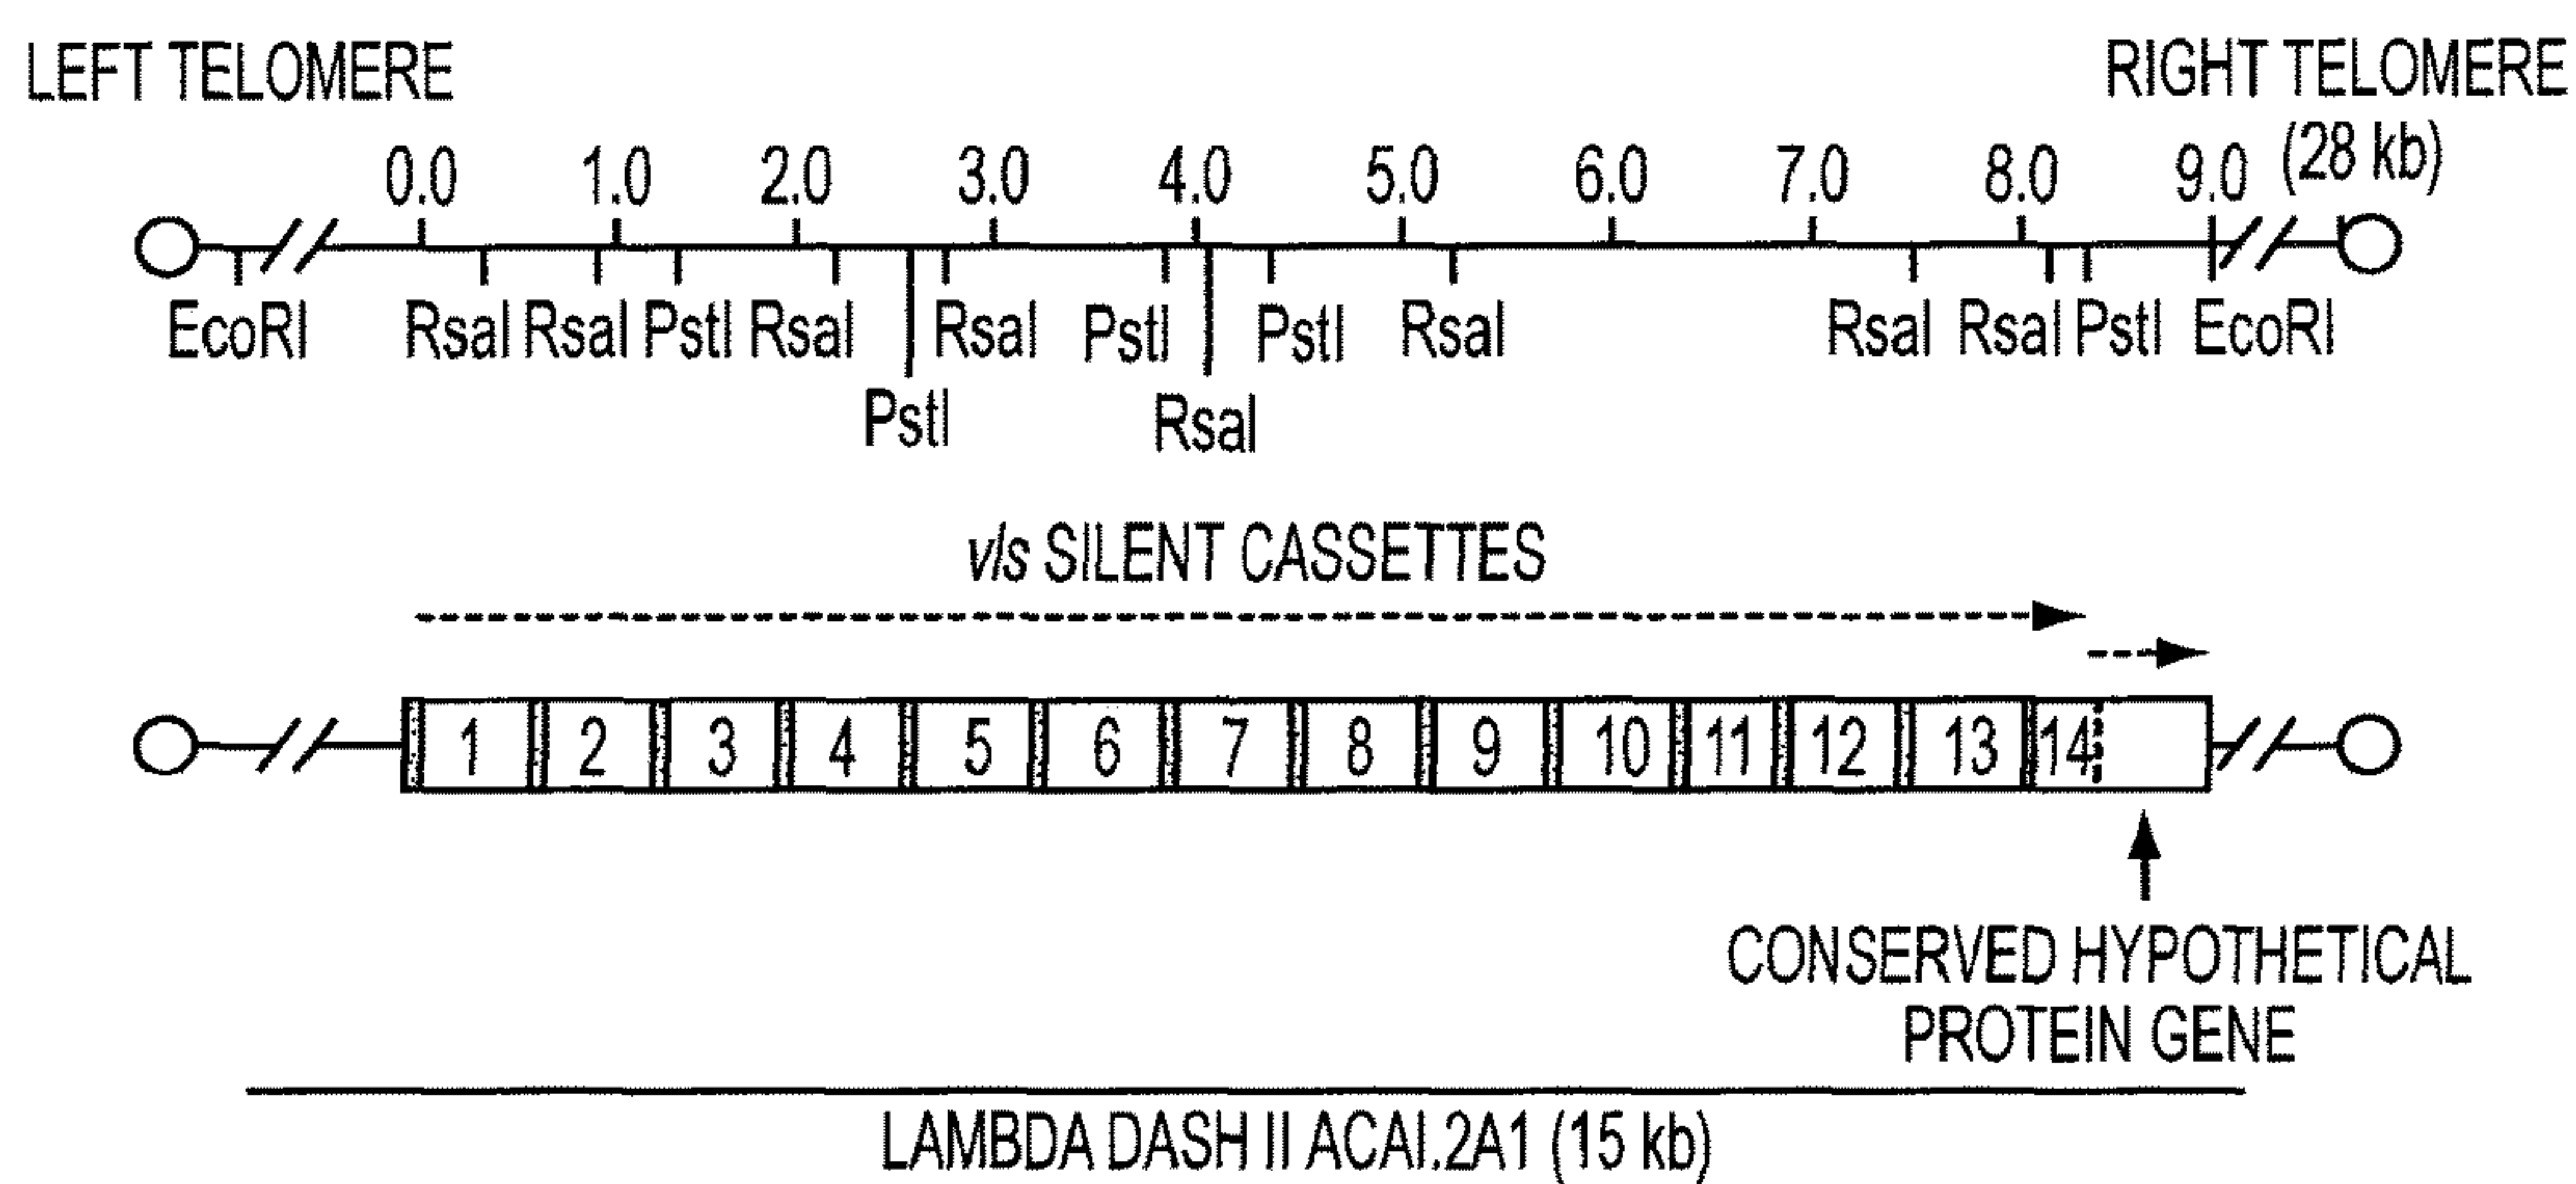 LEFT TELOMERE
RIGHT TELOMERE
(28 kb)
0.0 1.0 2.0 3.0 4.0 5.0 6.0 7.0 8.0 9.0
EcoRI RsaI RsaI PstI RsaI RsaI PstI PstI RsaI RsaI RsaI PstI EcoRI
PstI RsaI
vls SILENT CASSETTES
1 2 3 4 5 6 7 8 9 10 11 12 13 14
CONSERVED HYPOTHETICAL
PROTEIN GENE
LAMBDA DASH II ACAI.2A1 (15 kb)